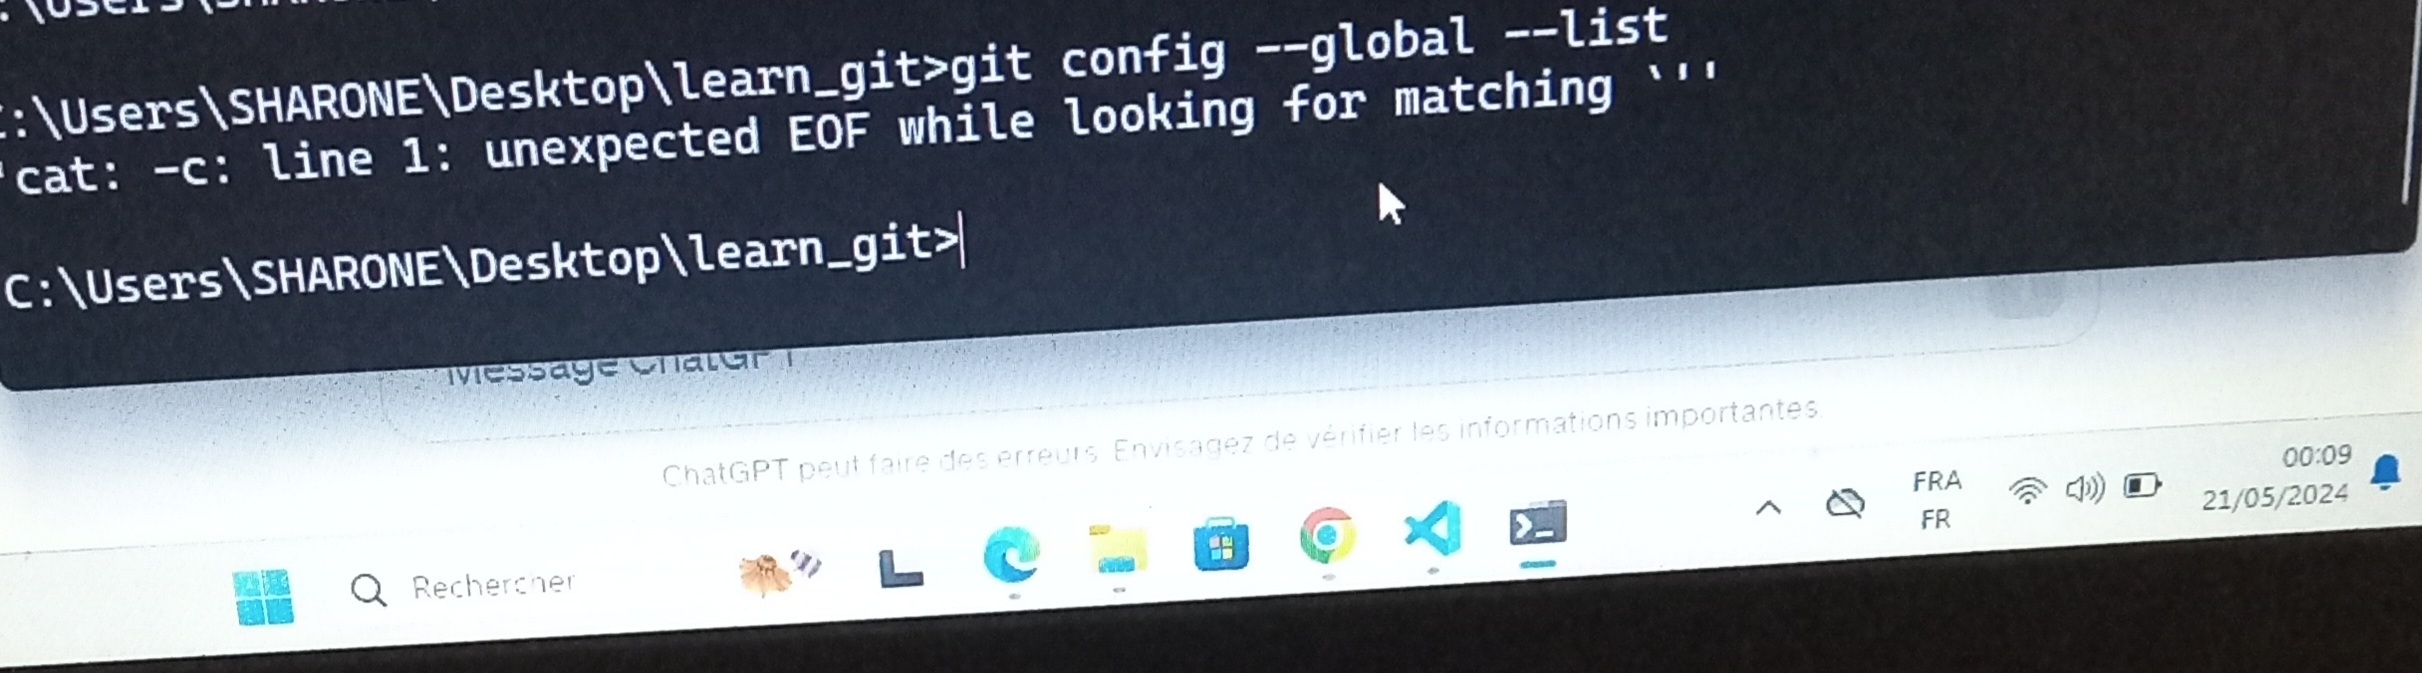 :\Users\
:\Users\SHARONE\Desktop\learn_git>git config --global --list
'cat: -c: line 1: unexpected EOF while looking for matching `''
C:\Users\SHARONE\Desktop\learn_git>
Message ChatGPT
ChatGPT peut faire des erreurs. Envisagez de vérifier les informations importantes.
Rechercher
FRA
FR
00:09
21/05/2024